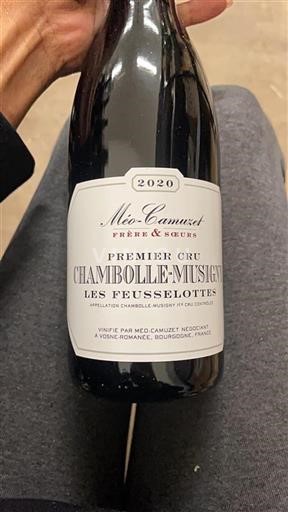 2020
Méo-Camuzet
FRÈRE & SŒURS
PREMIER CRU
CHAMBOLLE-MUSIGNY
LES FEUSSELOTTES
APPELLATION CHAMBOLLE-MUSIGNY 1ER CRU CONTRÔLÉE
VINIFIÉ PAR MÉO-CAMUZET NÉGOCIANT
À VOSNE-ROMANÉE, BOURGOGNE, FRANCE